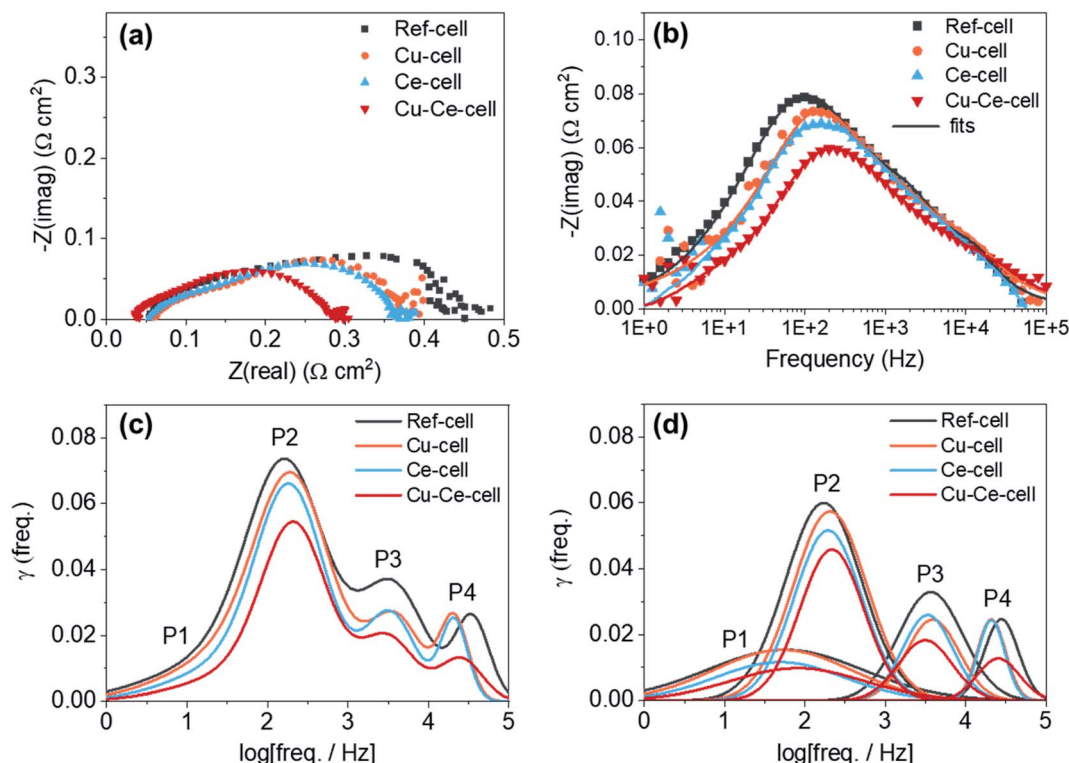 (a)
Ref-cell
Cu-cell
Ce-cell
Cu-Ce-cell
-Z(imag) (Ω cm²)
0.3
0.2
0.1
0.0
0.0 0.1 0.2 0.3 0.4 0.5
Z(real) (Ω cm²)
(b)
Ref-cell
Cu-cell
Ce-cell
Cu-Ce-cell
fits
-Z(imag) (Ω cm²)
0.10
0.08
0.06
0.04
0.02
0.00
1E+0 1E+1 1E+2 1E+3 1E+4 1E+5
Frequency (Hz)
(c)
Ref-cell
Cu-cell
Ce-cell
Cu-Ce-cell
P1
P2
P3
P4
γ (freq.)
0.08
0.06
0.04
0.02
0.00
0 1 2 3 4 5
log[freq. / Hz]
(d)
Ref-cell
Cu-cell
Ce-cell
Cu-Ce-cell
P1
P2
P3
P4
γ (freq.)
0.08
0.06
0.04
0.02
0.00
0 1 2 3 4 5
log[freq. / Hz]